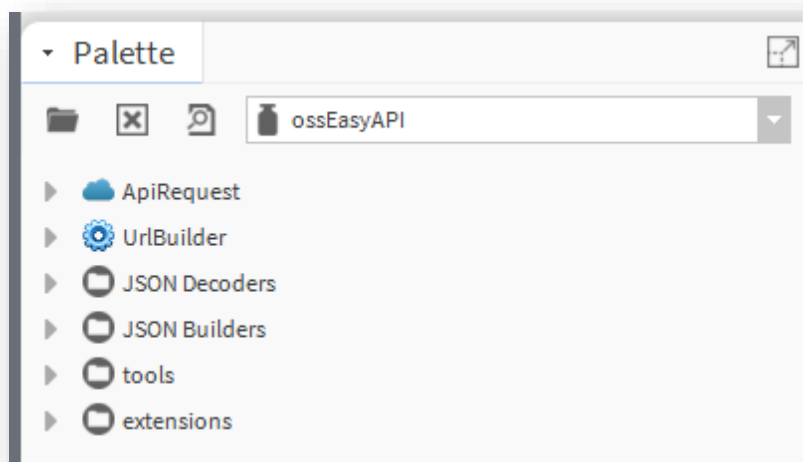 Palette
ossEasyAPI
ApiRequest
UrlBuilder
JSON Decoders
JSON Builders
tools
extensions